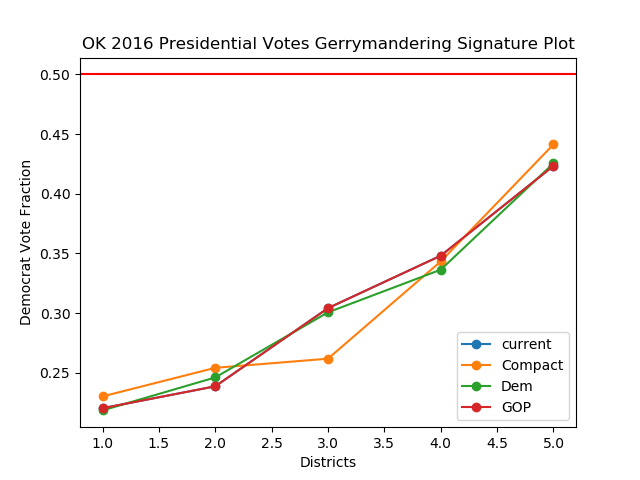 OK 2016 Presidential Votes Gerrymandering Signature Plot
Democrat Vote Fraction
0.50
0.45
0.40
0.35
0.30
0.25
current
Compact
Dem
GOP
1.0 1.5 2.0 2.5 3.0 3.5 4.0 4.5 5.0
Districts